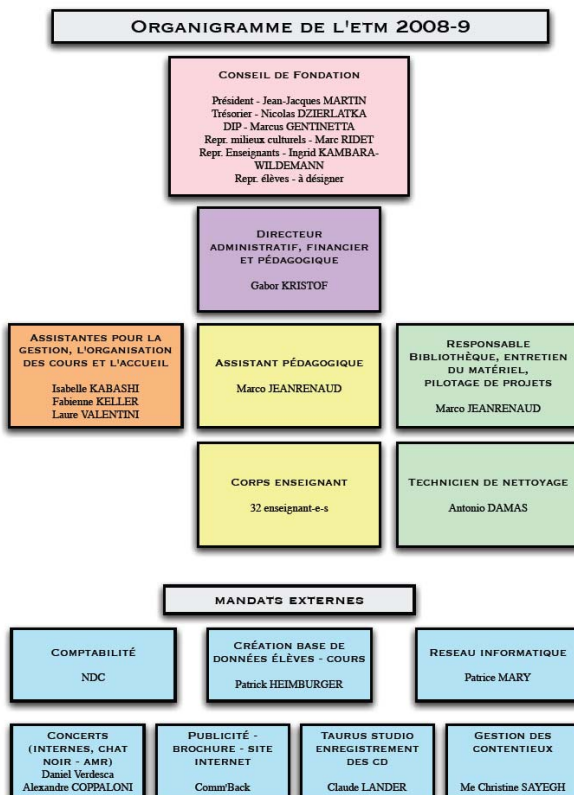 ORGANIGRAMME DE L'ETM 2008-9
CONSEIL DE FONDATION
Président - Jean-Jacques MARTIN
Trésorier - Nicolas DZIERLATKA
DIP - Marcus GENTINETTA
Repr. milieux culturels - Marc RIDET
Repr. Enseignants - Ingrid KAMBARA-
WILDEMANN
Repr. élèves - à désigner
DIRECTEUR
ADMINISTRATIF, FINANCIER
ET PÉDAGOGIQUE
Gabor KRISTOF
ASSISTANTES POUR LA
GESTION, L'ORGANISATION
DES COURS ET L'ACCUEIL
Isabelle KABASHI
Fabienne KELLER
Laure VALENTINI
ASSISTANT PÉDAGOGIQUE
Marco JEANRENAUD
RESPONSABLE
BIBLIOTHÈQUE, ENTRETIEN
DU MATÉRIEL,
PILOTAGE DE PROJETS
Marco JEANRENAUD
CORPS ENSEIGNANT
32 enseignant-e-s
TECHNICIEN DE NETTOYAGE
Antonio DAMAS
MANDATS EXTERNES
COMPTABILITÉ
NDC
CRÉATION BASE DE
DONNÉES ÉLÈVES - COURS
Patrick HEIMBURGER
RESEAU INFORMATIQUE
Patrice MARY
CONCERTS
(INTERNES, CHAT
NOIR - AMR)
Daniel Verdesca
Alexandre COPPALONI
PUBLICITÉ -
BROCHURE - SITE
INTERNET
Comm'Back
TAURUS STUDIO
ENREGISTREMENT
DES CD
Claude LANDER
GESTION DES
CONTENTIEUX
Me Christine SAYEGH